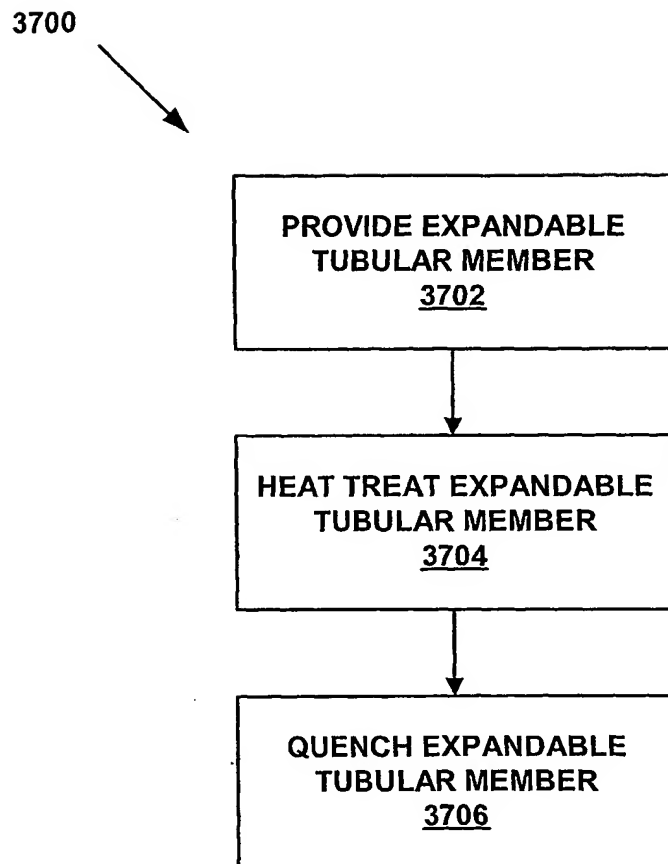 3700
PROVIDE EXPANDABLE
TUBULAR MEMBER
3702
HEAT TREAT EXPANDABLE
TUBULAR MEMBER
3704
QUENCH EXPANDABLE
TUBULAR MEMBER
3706